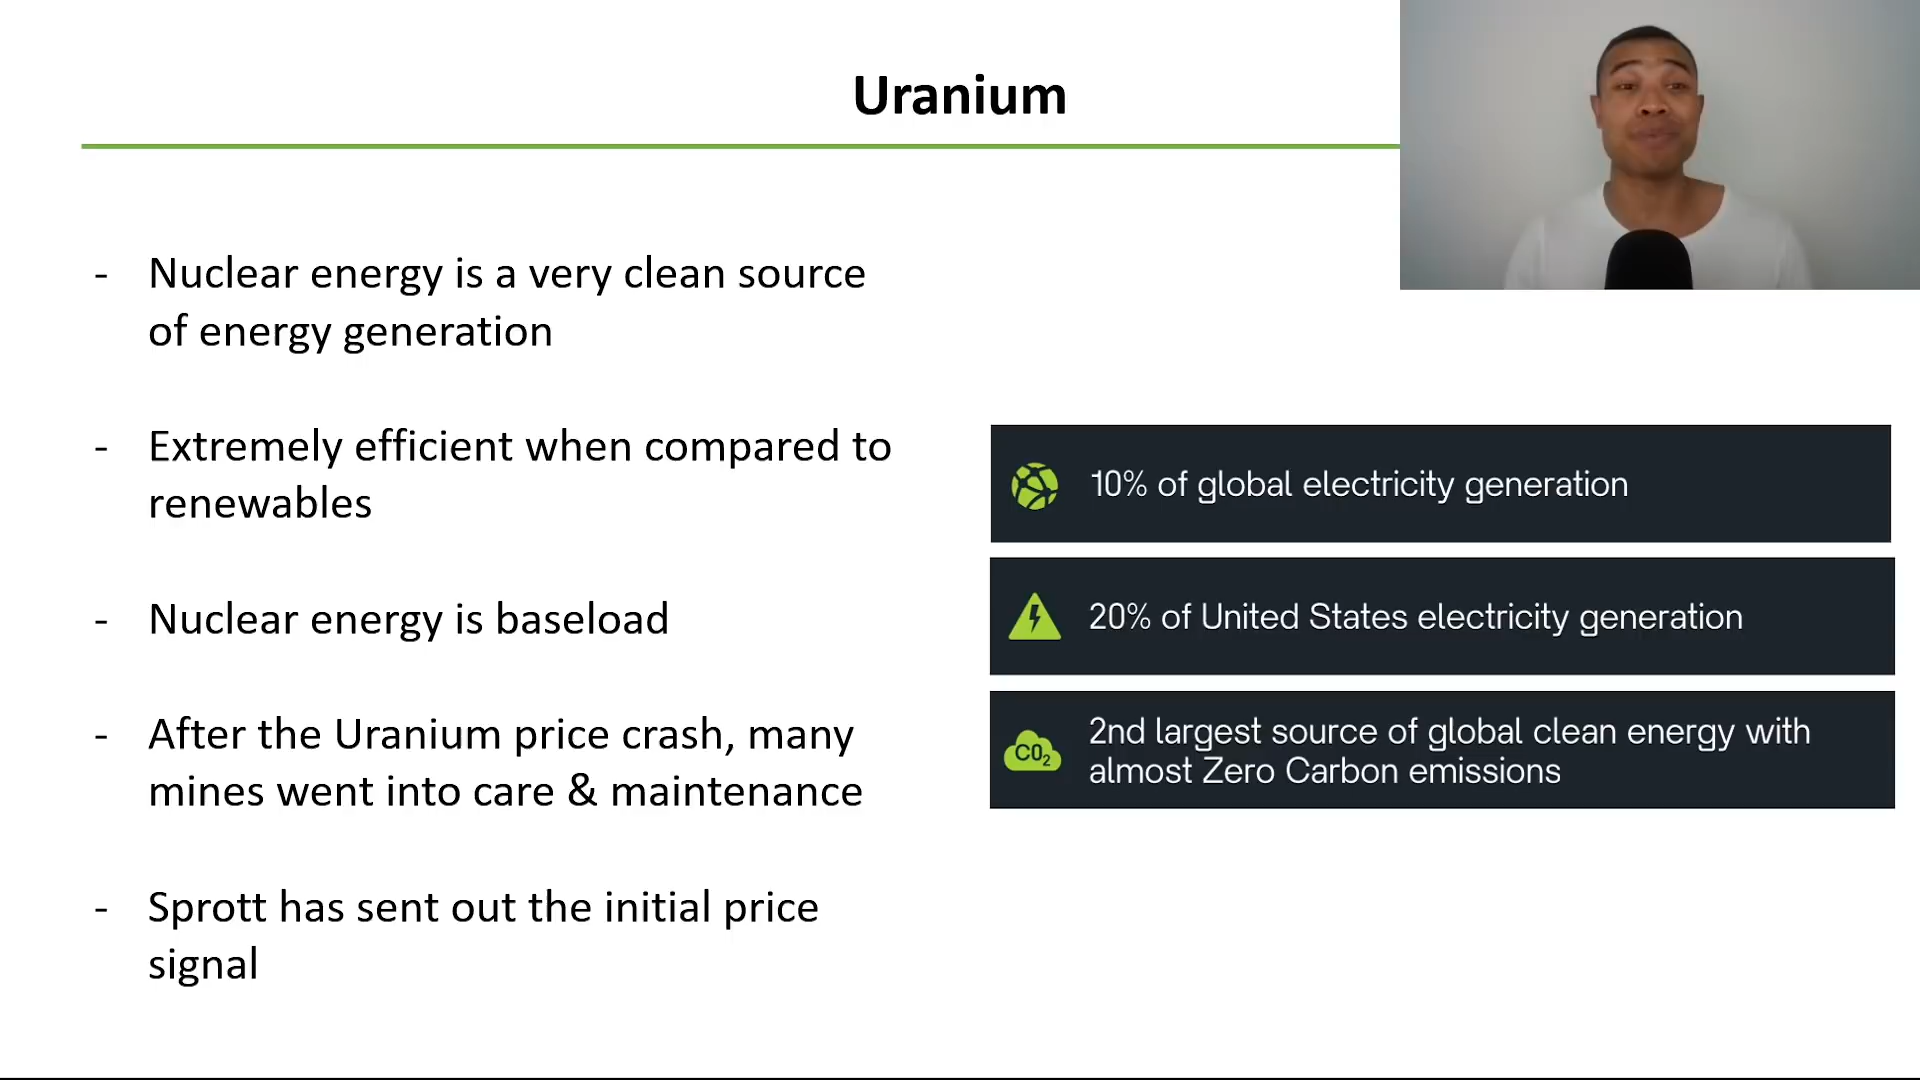 Uranium
- Nuclear energy is a very clean source
of energy generation
- Extremely efficient when compared to
renewables
- Nuclear energy is baseload
- After the Uranium price crash, many
mines went into care & maintenance
- Sprott has sent out the initial price
signal
10% of global electricity generation
20% of United States electricity generation
CO₂
2nd largest source of global clean energy with
almost Zero Carbon emissions